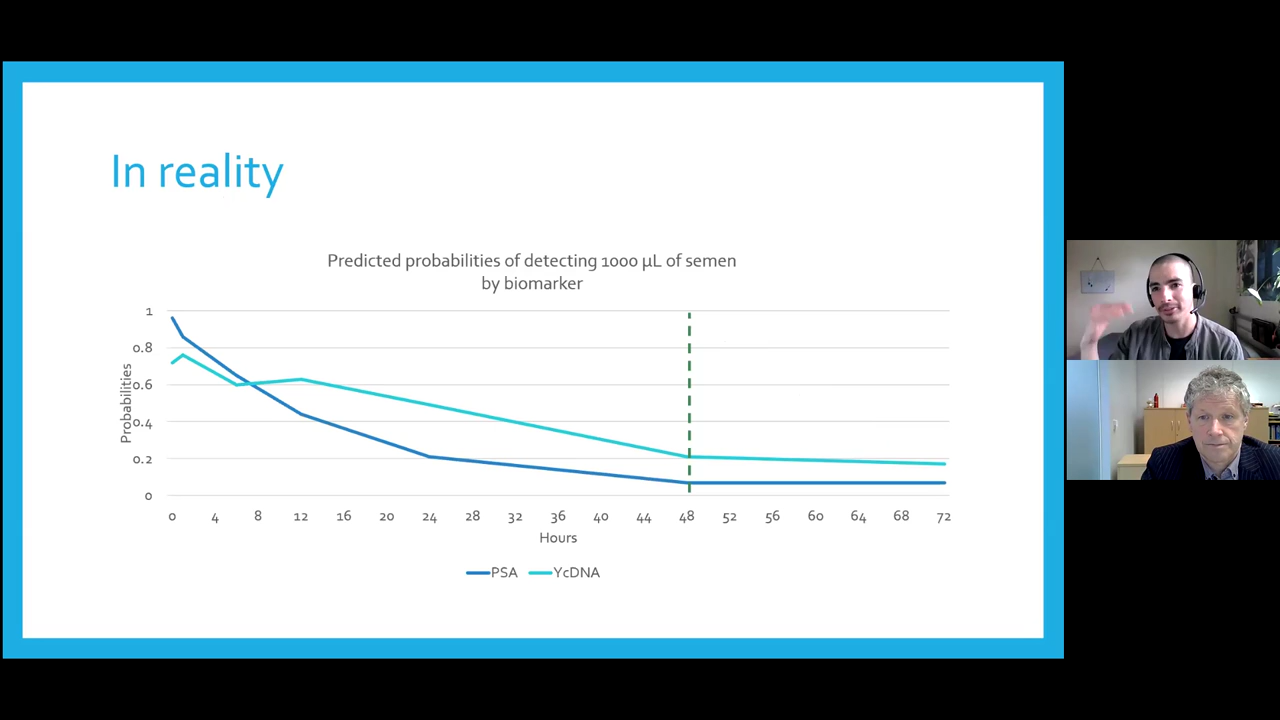 In reality
Predicted probabilities of detecting 1000 µL of semen
by biomarker
Probabilities
1
0.8
0.6
0.4
0.2
0
0 4 8 12 16 20 24 28 32 36 40 44 48 52 56 60 64 68 72
Hours
PSA YcDNA